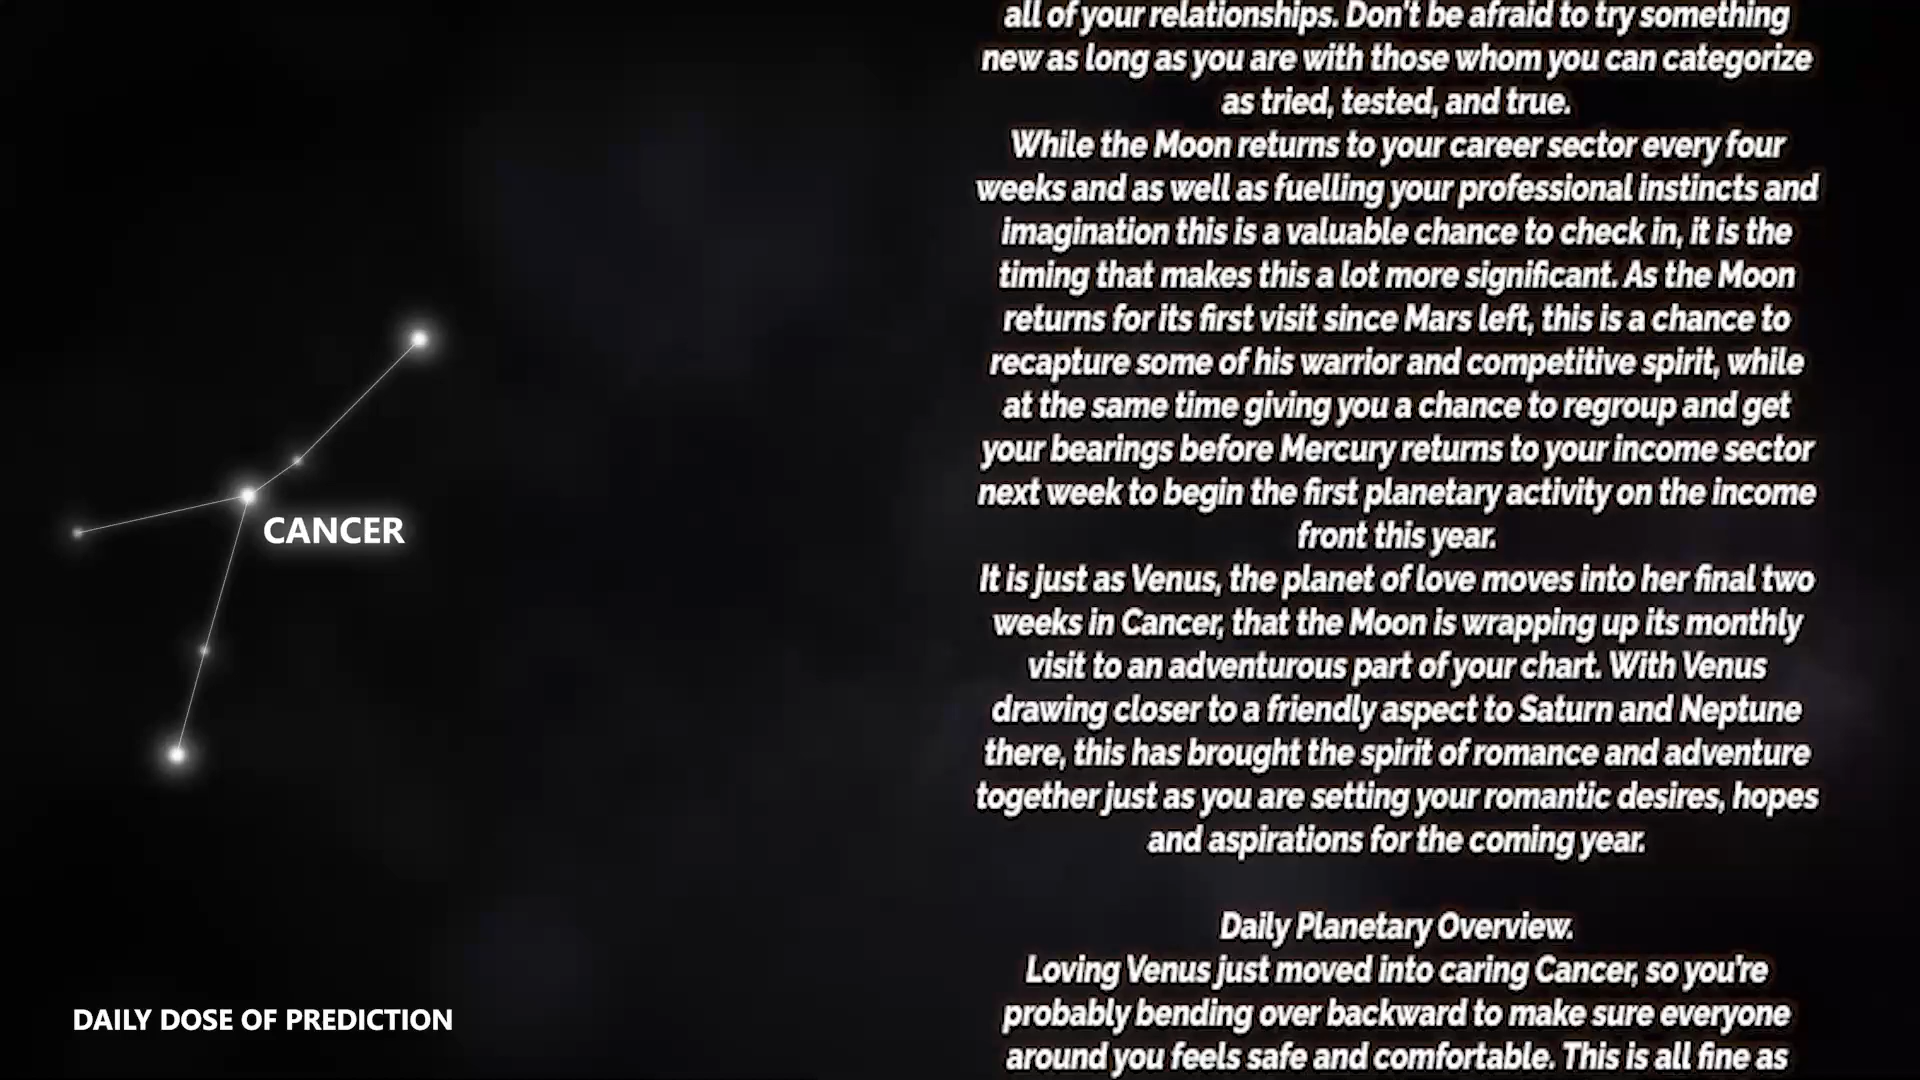 all of your relationships. Don't be afraid to try something
new as long as you are with those whom you can categorize
as tried, tested, and true.
While the Moon returns to your career sector every four
weeks and as well as fuelling your professional instincts and
imagination this is a valuable chance to check in, it is the
timing that makes this a lot more significant. As the Moon
returns for its first visit since Mars left, this is a chance to
recapture some of his warrior and competitive spirit, while
at the same time giving you a chance to regroup and get
your bearings before Mercury returns to your income sector
next week to begin the first planetary activity on the income
front this year.
It is just as Venus, the planet of love moves into her final two
weeks in Cancer, that the Moon is wrapping up its monthly
visit to an adventurous part of your chart. With Venus
drawing closer to a friendly aspect to Saturn and Neptune
there, this has brought the spirit of romance and adventure
together just as you are setting your romantic desires, hopes
and aspirations for the coming year.
Daily Planetary Overview.
Loving Venus just moved into caring Cancer, so you're
probably bending over backward to make sure everyone
around you feels safe and comfortable. This is all fine as
CANCER
DAILY DOSE OF PREDICTION